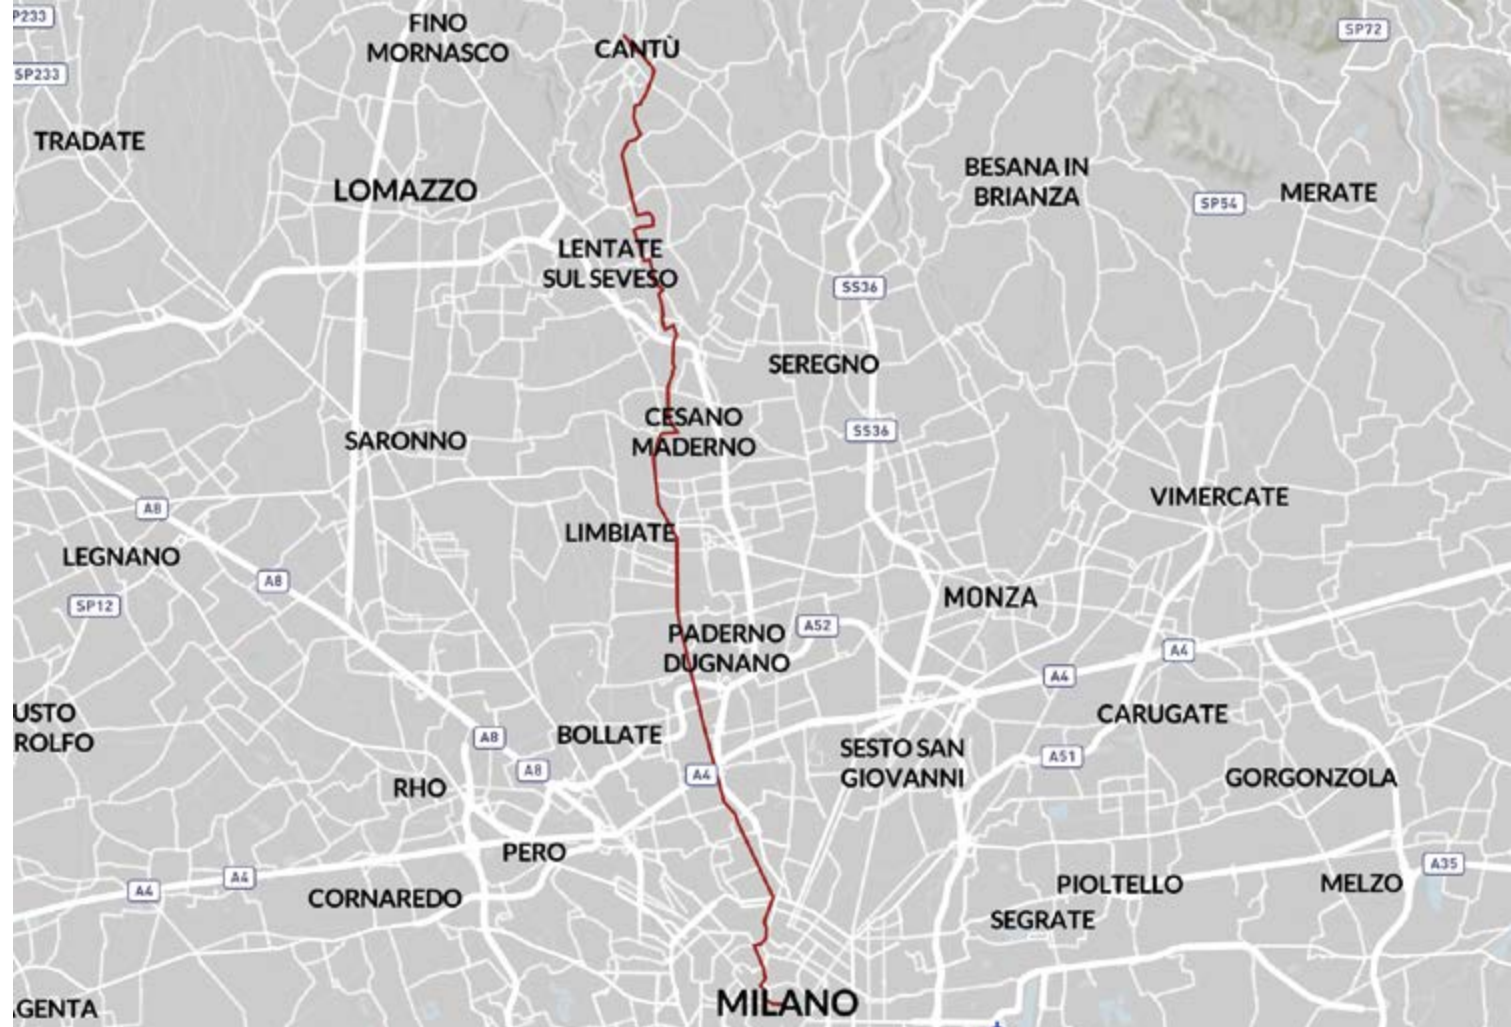 P233
FINO
MORNASCO
CANTÙ
SP72
SP233
TRADATE
LOMAZZO
BESANA IN
BRIANZA
SP54
MERATE
LENTATE
SUL SEVESO
SS36
SEREGNO
CESANO
MADERNO
SS36
SARONNO
A8
VIMERCATE
LIMBIATE
LEGNANO
A8
SP12
MONZA
PADERNO
DUGNANO
A52
A4
A4
USTO
ROLFO
CARUGATE
BOLLATE
A8
SESTO SAN
GIOVANNI
A51
A8
A4
RHO
GORGONZOLA
PERO
A35
A4
A4
CORNAREDO
PIOLTELLO
MELZO
SEGRATE
MILANO
AGENTA